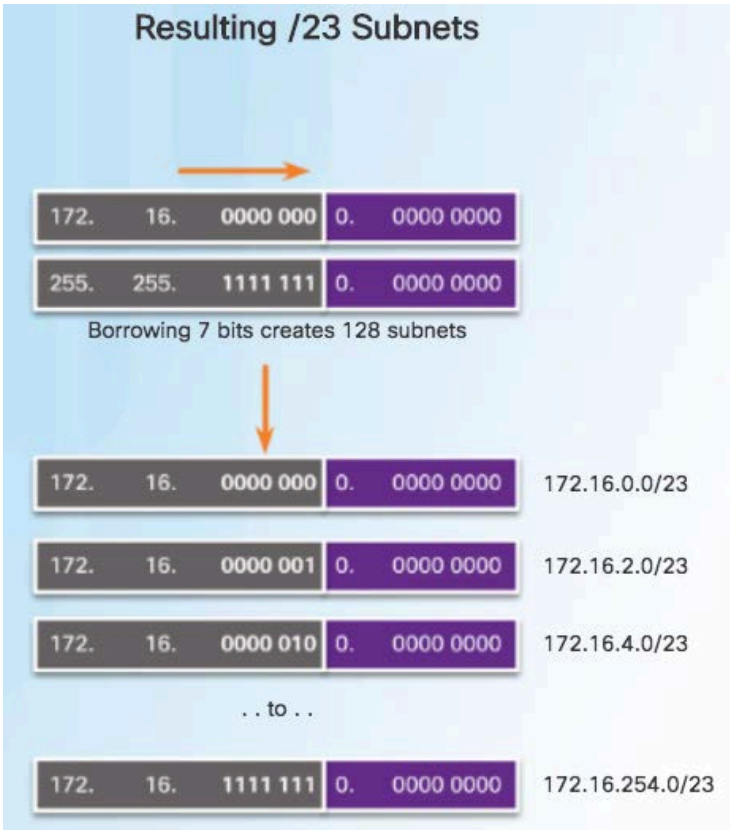 Resulting /23 Subnets
172. 16. 0000 000 0. 0000 0000
255. 255. 1111 111 0. 0000 0000
Borrowing 7 bits creates 128 subnets
172. 16. 0000 000 0. 0000 0000 172.16.0.0/23
172. 16. 0000 001 0. 0000 0000 172.16.2.0/23
172. 16. 0000 010 0. 0000 0000 172.16.4.0/23
. . to . .
172. 16. 1111 111 0. 0000 0000 172.16.254.0/23